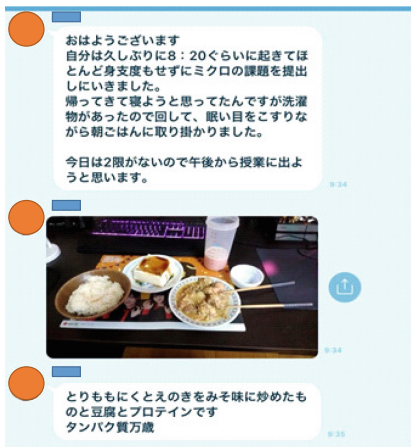 おはようございます
自分は久しぶりに8：20ぐらいに起きてほ
とんど身支度もせずにミクロの課題を提出
しにいきました。
帰ってきて寝ようと思ってたんですが洗濯
物があったので回して、眠い目をこすりな
がら朝ごはんに取り掛かりました。
今日は2限がないので午後から授業に出よ
うと思います。
9:34
9:34
とりももにくとえのきをみそ味に炒めたも
のと豆腐とプロテインです
タンパク質万歳
9:35